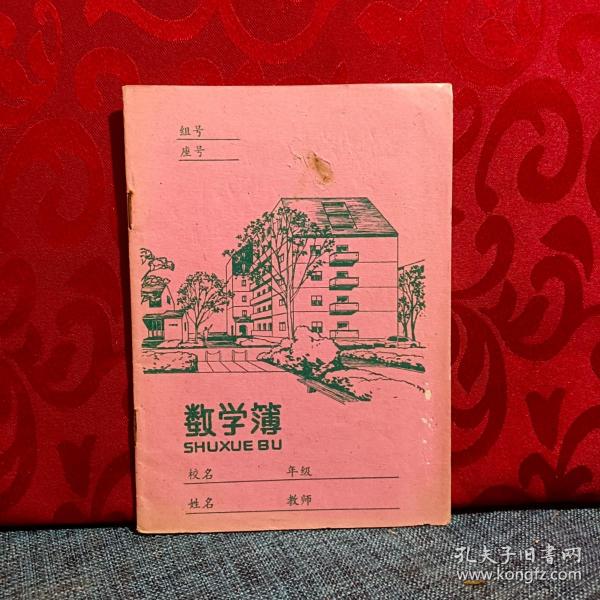 组号
座号
数学簿
SHUXUE BU
校名 年级
姓名 教师
孔夫子旧书网
www.kongfz.com